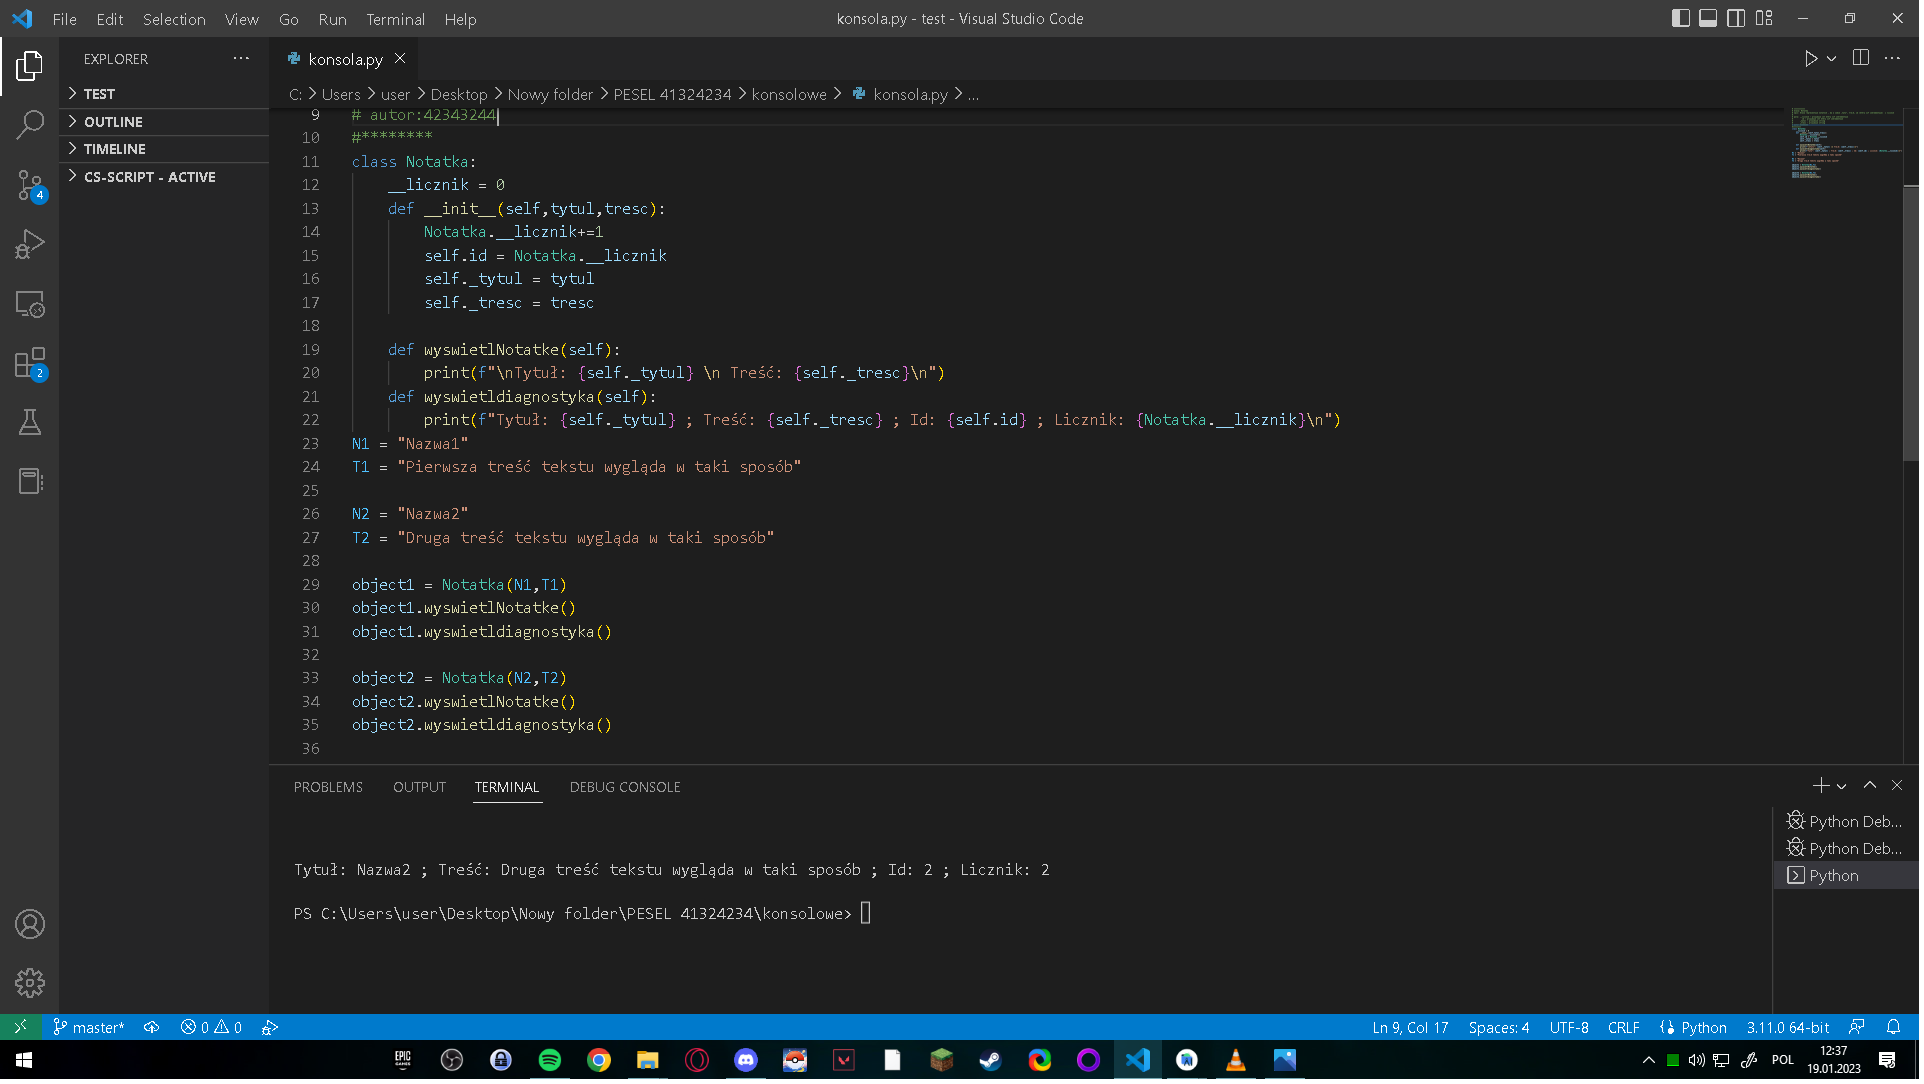 File Edit Selection View Go Run Terminal Help
konsola.py - test - Visual Studio Code
EXPLORER
TEST
OUTLINE
TIMELINE
CS-SCRIPT - ACTIVE
4
2
konsola.py
C: > Users > user > Desktop > Nowy folder > PESEL 41324234 > konsolowe > konsola.py > ...
9 # autor:42343244
10 #********
11 class Notatka:
12 __licznik = 0
13 def __init__(self,tytul,tresc):
14 Notatka.__licznik+=1
15 self.id = Notatka.__licznik
16 self._tytul = tytul
17 self._tresc = tresc
18
19 def wyswietlNotatke(self):
20 print(f"\nTytuł: {self._tytul} \n Treść: {self._tresc}\n")
21 def wyswietldiagnostyka(self):
22 print(f"Tytuł: {self._tytul} ; Treść: {self._tresc} ; Id: {self.id} ; Licznik: {Notatka.__licznik}\n")
23 N1 = "Nazwa1"
24 T1 = "Pierwsza treść tekstu wygląda w taki sposób"
25
26 N2 = "Nazwa2"
27 T2 = "Druga treść tekstu wygląda w taki sposób"
28
29 object1 = Notatka(N1,T1)
30 object1.wyswietlNotatke()
31 object1.wyswietldiagnostyka()
32
33 object2 = Notatka(N2,T2)
34 object2.wyswietlNotatke()
35 object2.wyswietldiagnostyka()
36
PROBLEMS OUTPUT TERMINAL DEBUG CONSOLE
Tytuł: Nazwa2 ; Treść: Druga treść tekstu wygląda w taki sposób ; Id: 2 ; Licznik: 2
PS C:\Users\user\Desktop\Nowy folder\PESEL 41324234\konsolowe>
Python Deb...
Python Deb...
Python
master* 0 0
Ln 9, Col 17 Spaces: 4 UTF-8 CRLF Python 3.11.0 64-bit
EPIC GAMES
POL
12:37
19.01.2023